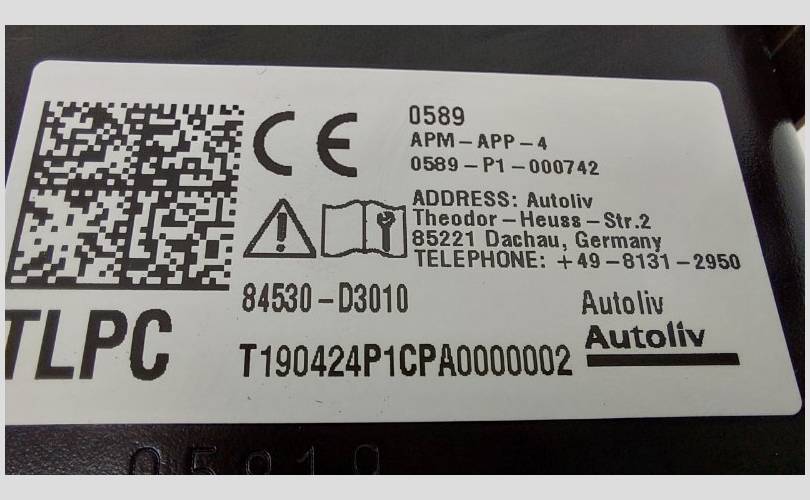 CE
0589
APM-APP-4
0589-P1-000742
ADDRESS: Autoliv
Theodor-Heuss-Str.2
85221 Dachau, Germany
TELEPHONE: +49-8131-2950
84530-D3010
Autoliv
Autoliv
TLPC
T190424P1CPA0000002